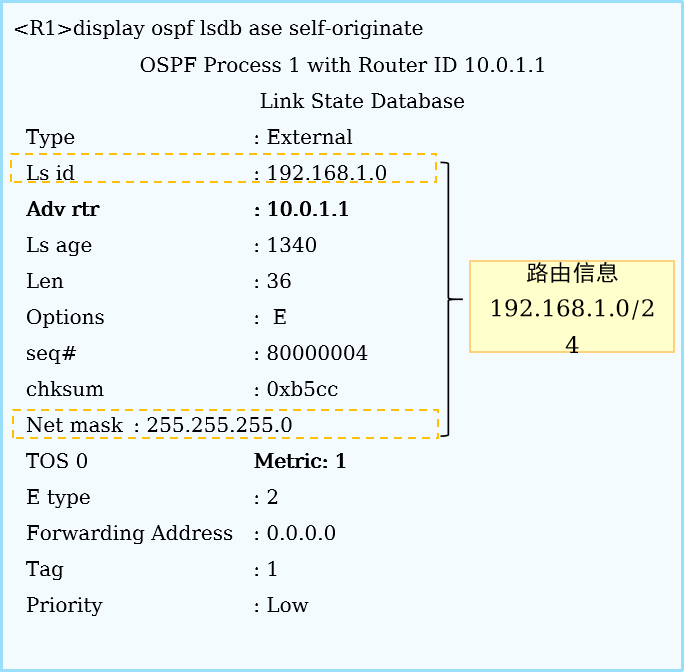 <R1>display ospf lsdb ase self-originate
OSPF Process 1 with Router ID 10.0.1.1
Link State Database
Type : External
Ls id : 192.168.1.0
Adv rtr : 10.0.1.1
Ls age : 1340
Len : 36
Options : E
seq# : 80000004
chksum : 0xb5cc
Net mask : 255.255.255.0
TOS 0 Metric: 1
E type : 2
Forwarding Address : 0.0.0.0
Tag : 1
Priority : Low
路由信息
192.168.1.0/2
4